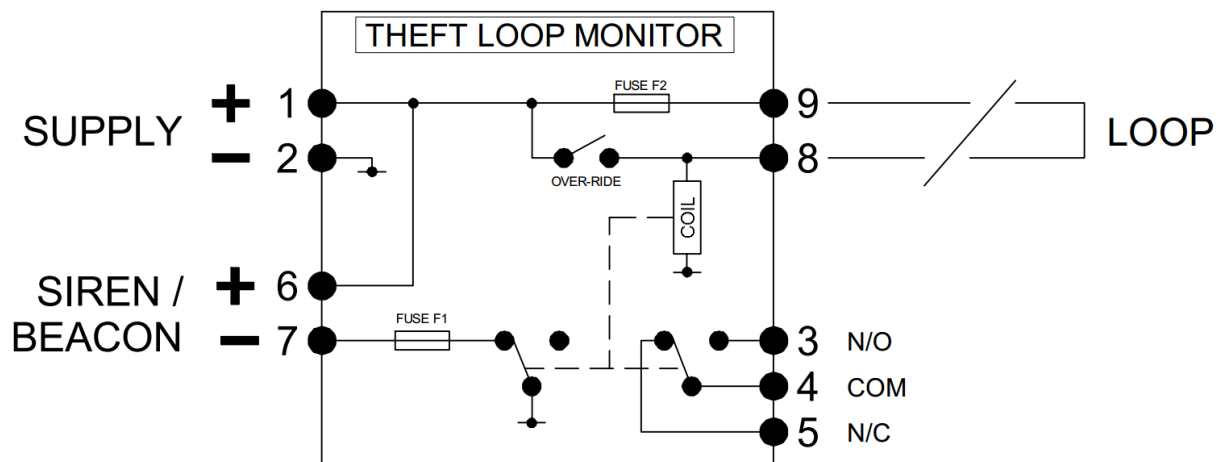 THEFT LOOP MONITOR
FUSE F2
+ 1
9
SUPPLY
LOOP
− 2
8
OVER-RIDE
COIL
+ 6
SIREN /
BEACON
− 7
FUSE F1
3 N/O
4 COM
5 N/C